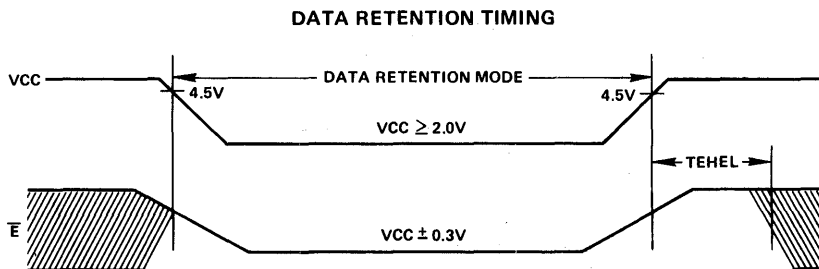 DATA RETENTION TIMING
VCC
DATA RETENTION MODE
4.5V
4.5V
VCC ≥ 2.0V
TEHEL
E̅
VCC ± 0.3V